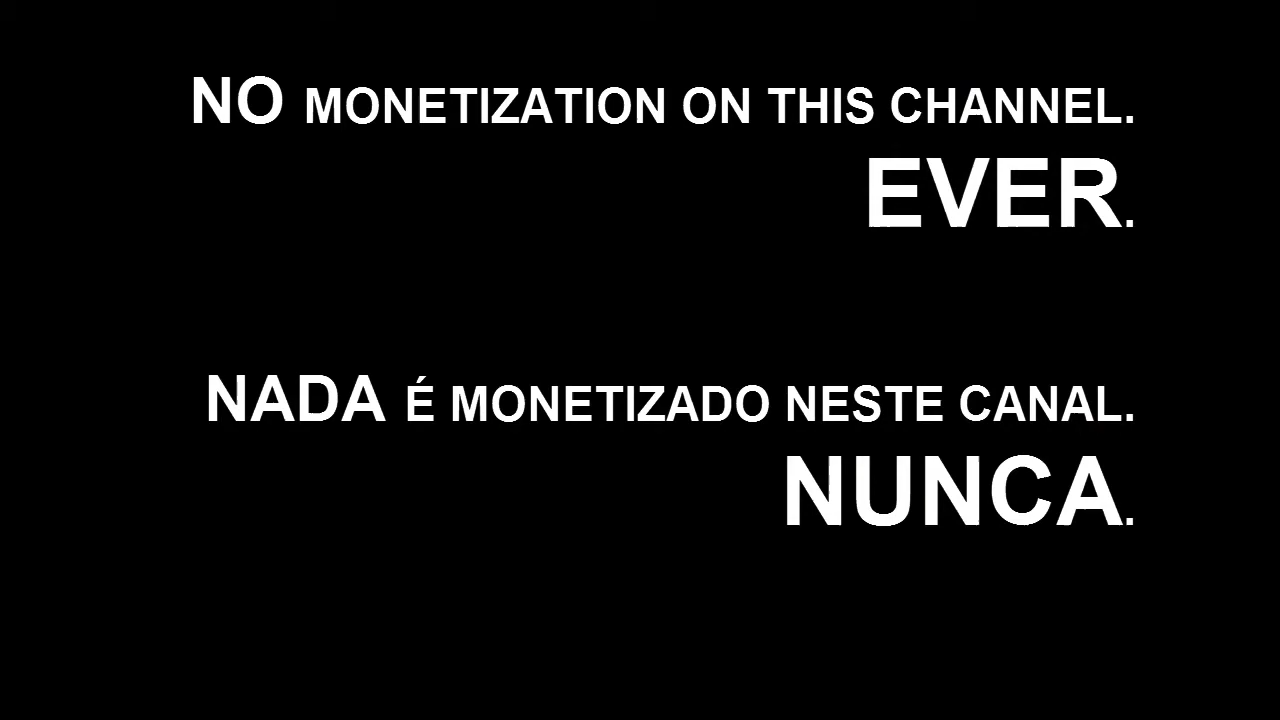 NO MONETIZATION ON THIS CHANNEL.
EVER.
NADA É MONETIZADO NESTE CANAL.
NUNCA.